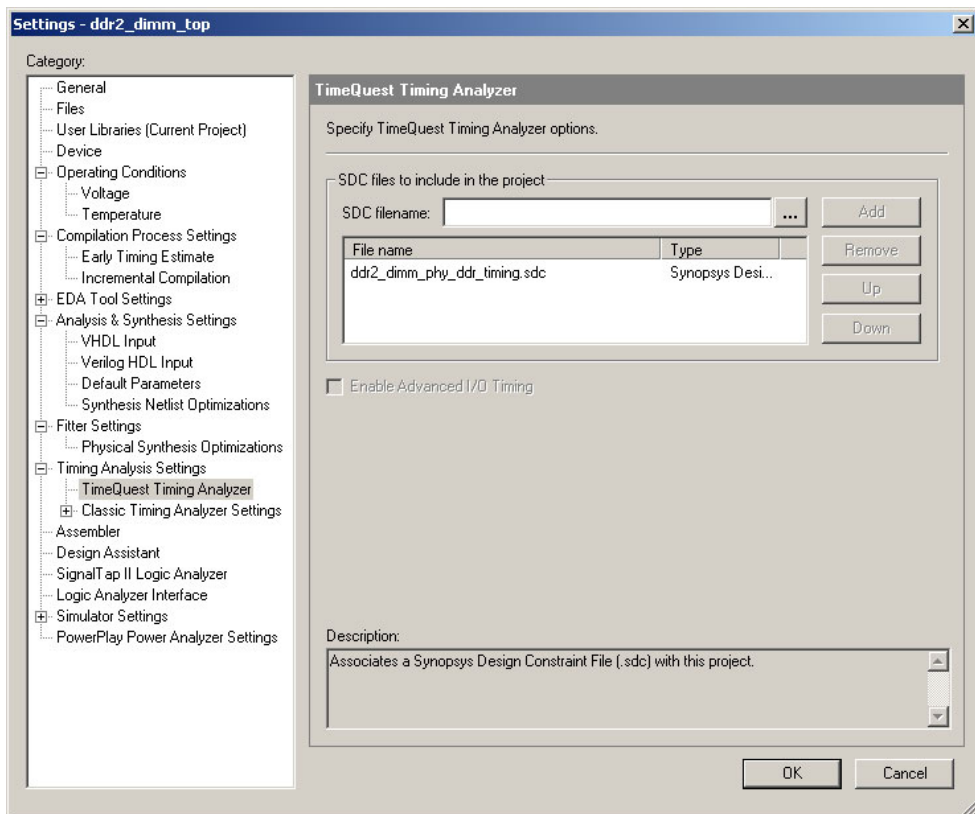 Settings - ddr2_dimm_top
Category:
General
Files
User Libraries (Current Project)
Device
Operating Conditions
Voltage
Temperature
Compilation Process Settings
Early Timing Estimate
Incremental Compilation
EDA Tool Settings
Analysis & Synthesis Settings
VHDL Input
Verilog HDL Input
Default Parameters
Synthesis Netlist Optimizations
Fitter Settings
Physical Synthesis Optimizations
Timing Analysis Settings
TimeQuest Timing Analyzer
Classic Timing Analyzer Settings
Assembler
Design Assistant
SignalTap II Logic Analyzer
Logic Analyzer Interface
Simulator Settings
PowerPlay Power Analyzer Settings
TimeQuest Timing Analyzer
Specify TimeQuest Timing Analyzer options.
SDC files to include in the project
SDC filename: ... Add
File name Type Remove
ddr2_dimm_phy_ddr_timing.sdc Synopsys Desi...
Up
Down
Enable Advanced I/O Timing
Description:
Associates a Synopsys Design Constraint File (.sdc) with this project.
OK Cancel